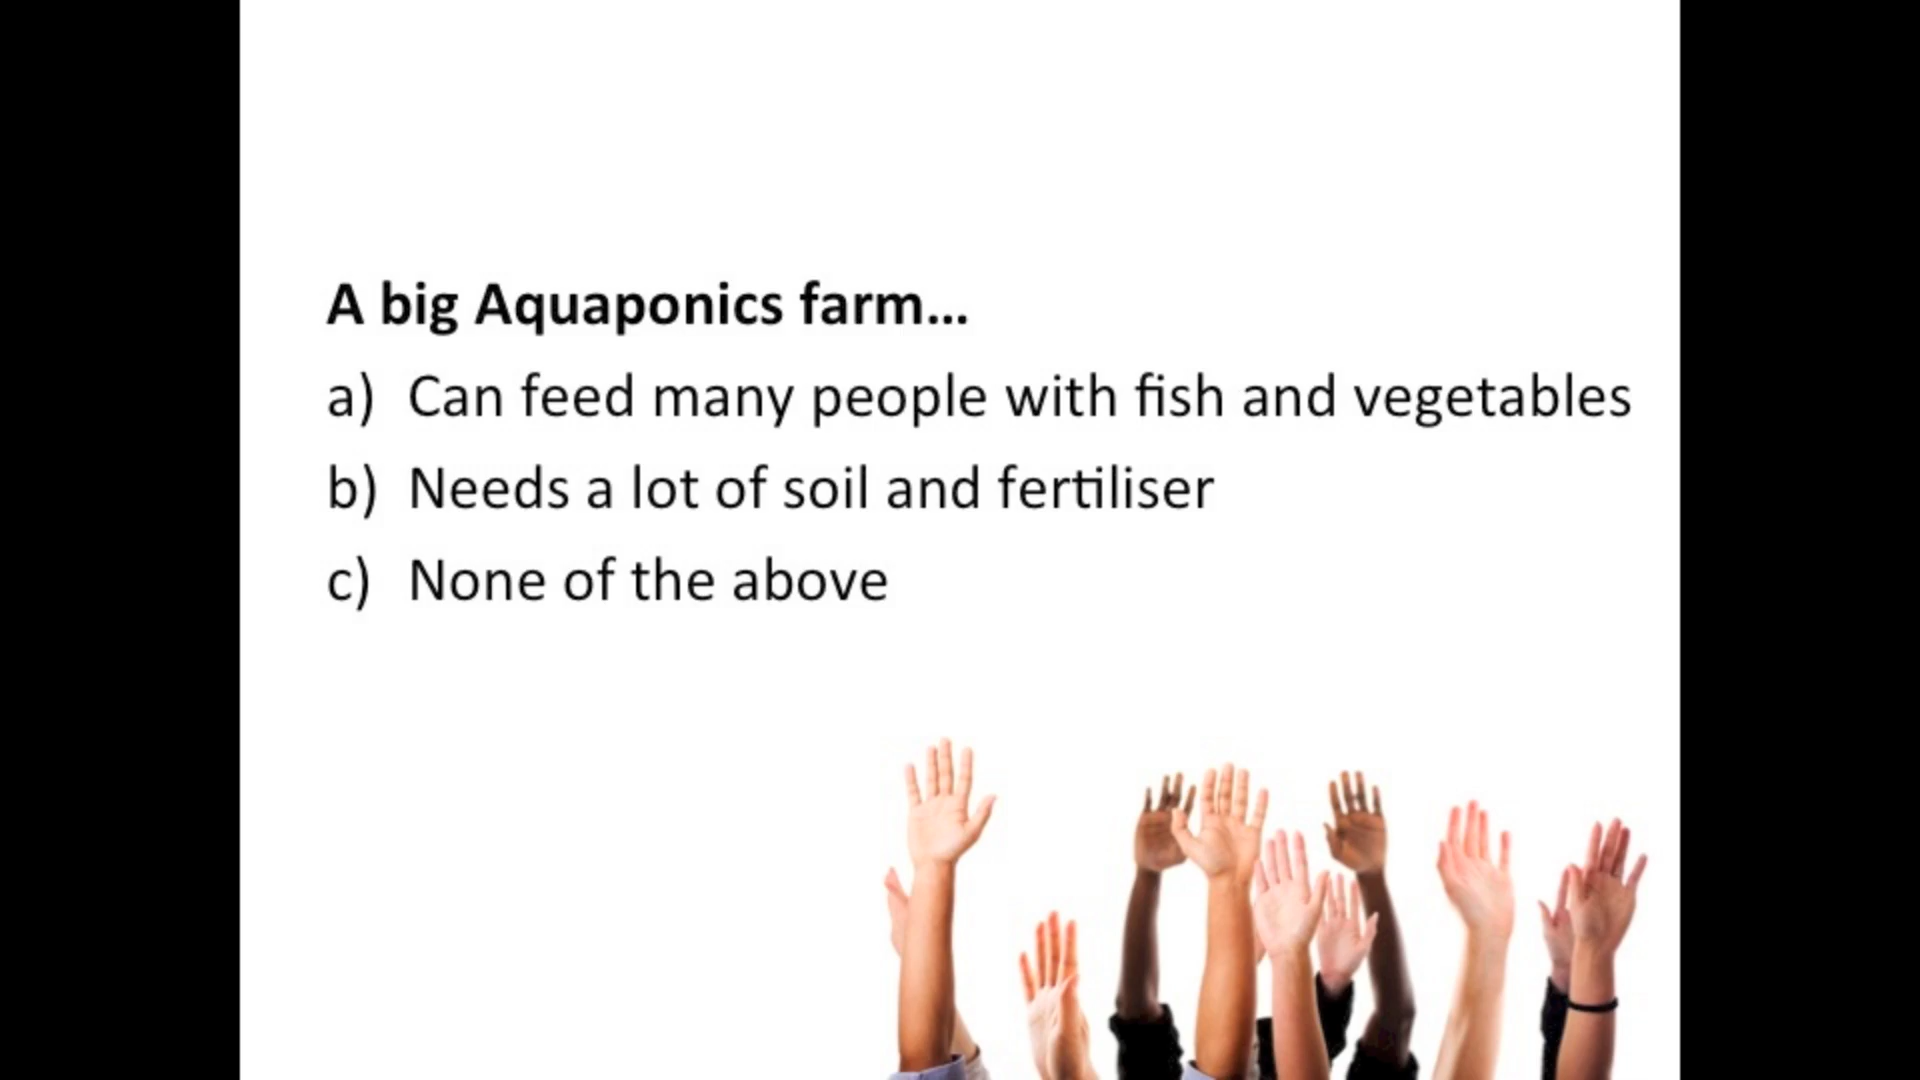 A big Aquaponics farm...
a) Can feed many people with fish and vegetables
b) Needs a lot of soil and fertiliser
c) None of the above